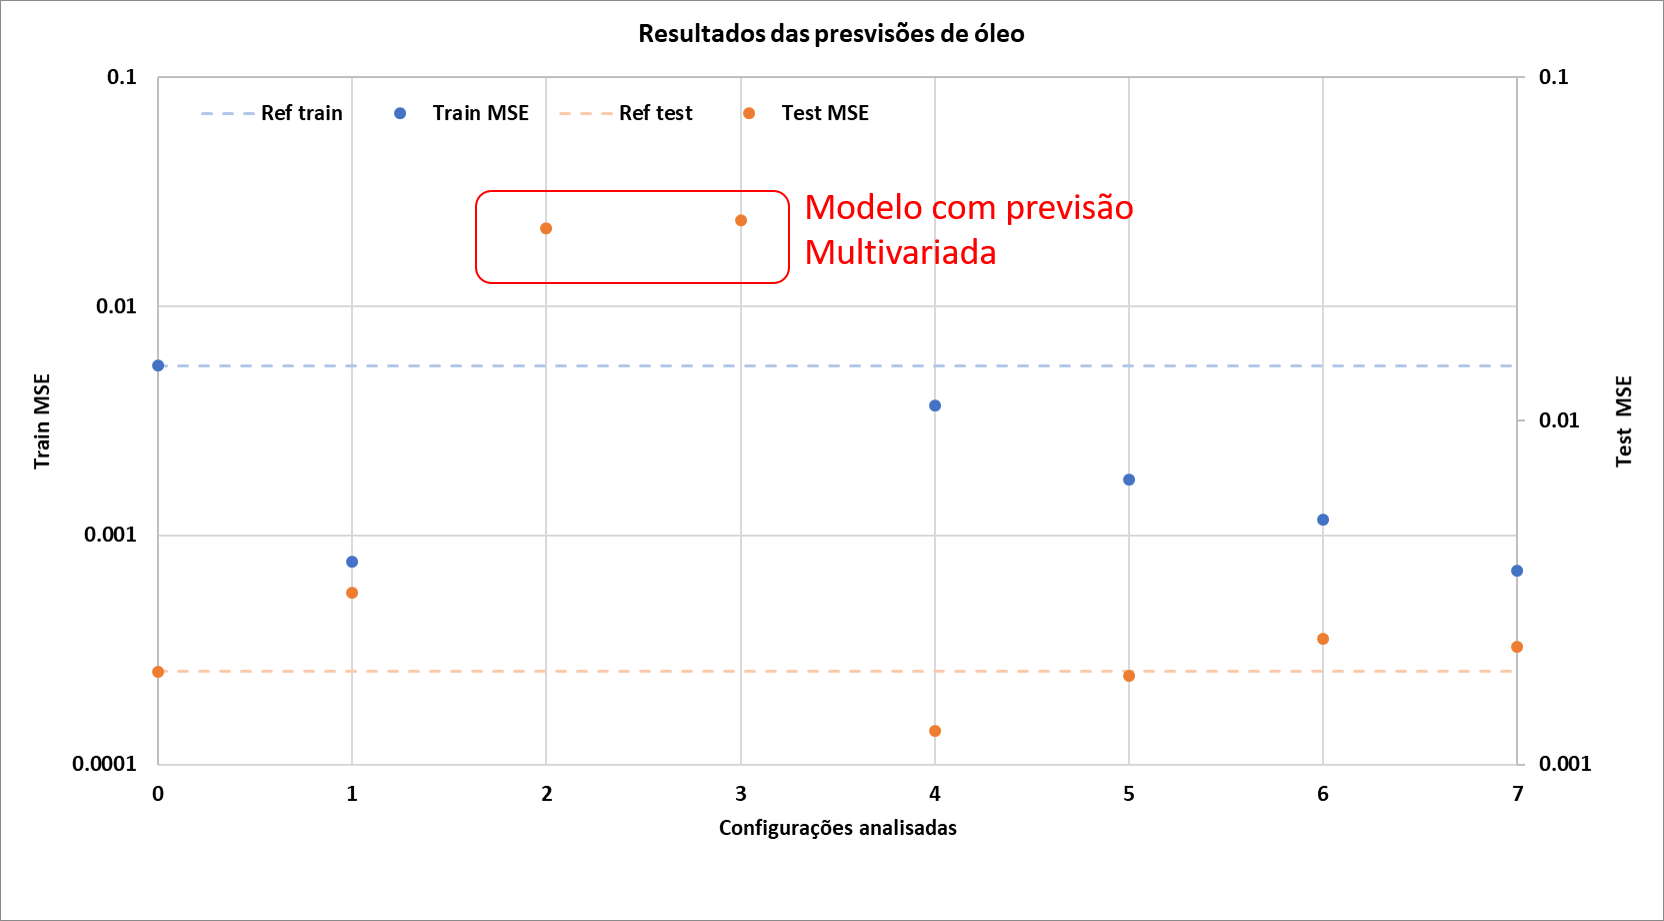 Resultados das presvisões de óleo
0.1
0.1
Ref train
Train MSE
Ref test
Test MSE
Modelo com previsão
Multivariada
0.01
Train MSE
Test MSE
0.01
0.001
0.0001
0.001
0
1
2
3
4
5
6
7
Configurações analisadas